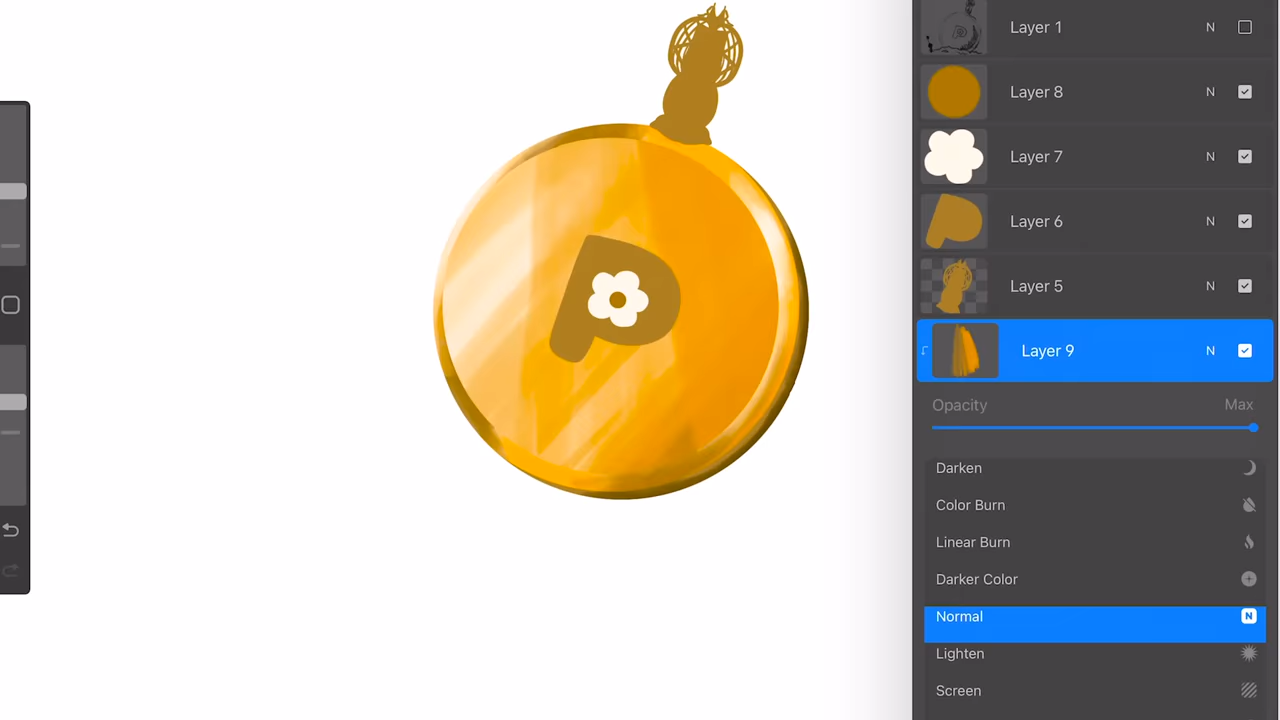 Layer 1 N
Layer 8 N
Layer 7 N
Layer 6 N
Layer 5 N
Layer 9 N
Opacity Max
Darken
Color Burn
Linear Burn
Darker Color
Normal N
Lighten
Screen
P